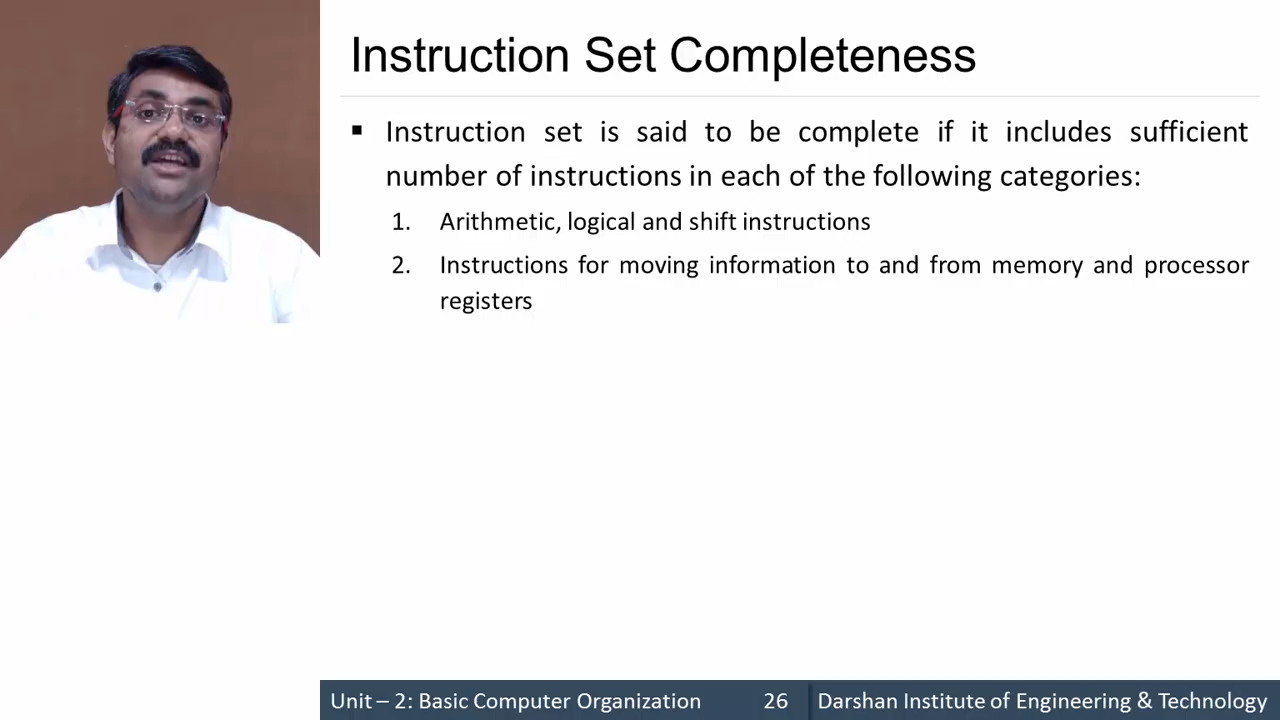 Instruction Set Completeness
▪ Instruction set is said to be complete if it includes sufficient
number of instructions in each of the following categories:
1. Arithmetic, logical and shift instructions
2. Instructions for moving information to and from memory and processor
registers
Unit – 2: Basic Computer Organization 26 Darshan Institute of Engineering & Technology